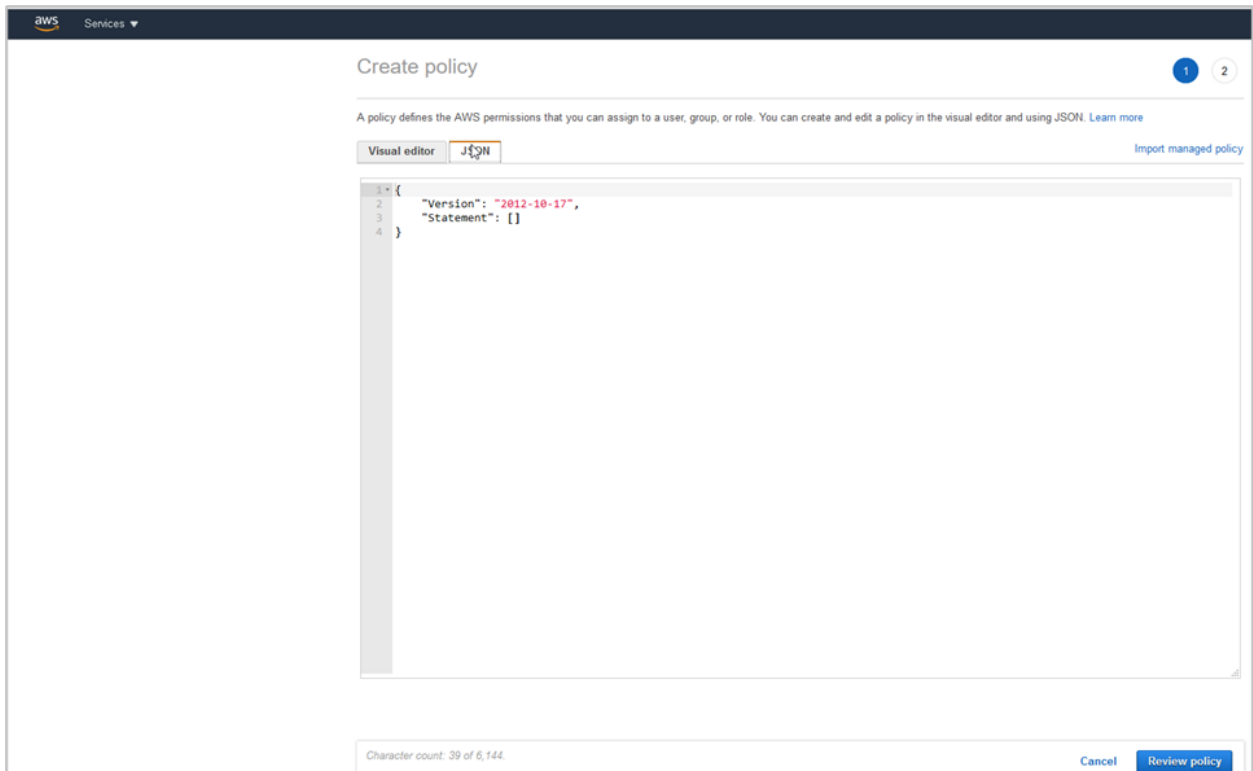 aws Services ▼
Create policy 1 2
A policy defines the AWS permissions that you can assign to a user, group, or role. You can create and edit a policy in the visual editor and using JSON. Learn more
Visual editor JSON Import managed policy
1 {
2 "Version": "2012-10-17",
3 "Statement": []
4 }
Character count: 39 of 6,144.
Cancel Review policy